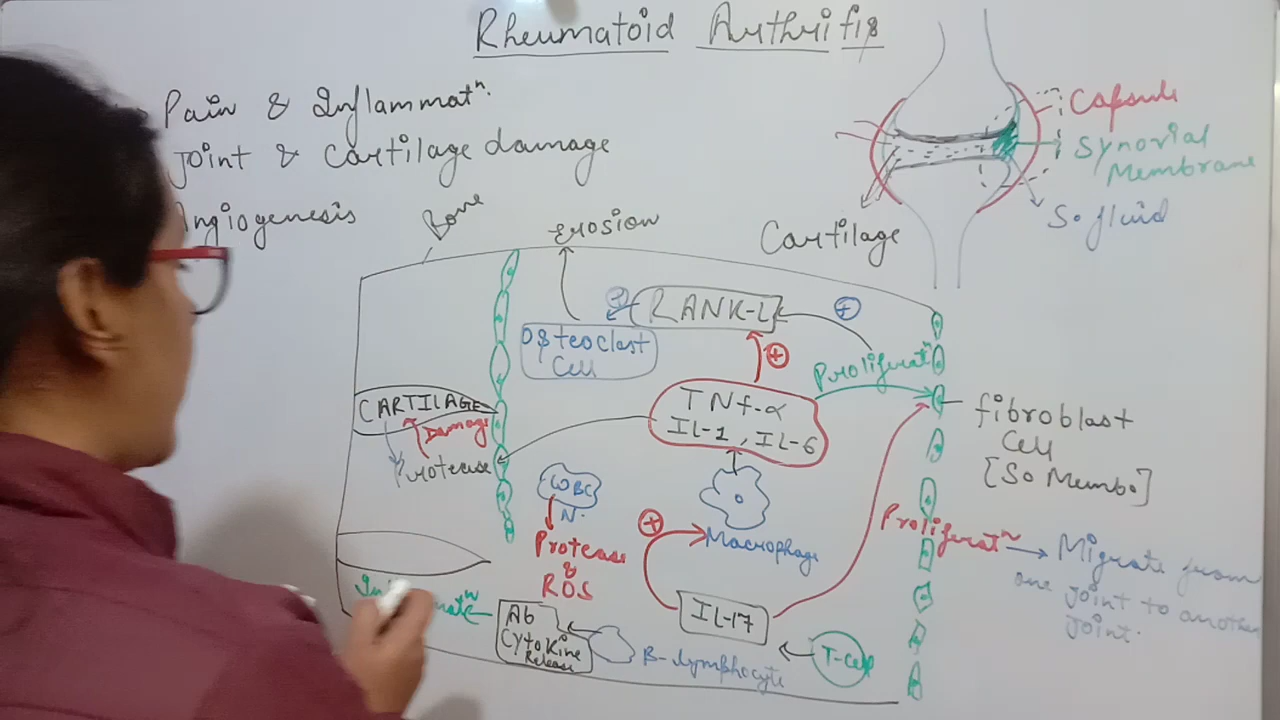 Rheumatoid Arthritis
Pain & Inflammatⁿ.
Joint & Cartilage damage
Angiogenesis
Capsule
Synovial
Membrane
So fluid
Cartilage
Bone
Erosion
RANK-L
Osteoclast
Cell
TNf-α
IL-1, IL-6
Proliferatⁿ
fibroblast
Cell
[So Memb.]
CARTILAGE
Damage
Protease
WBC
N.
Protease
&
ROS
Macrophage
Proliferatⁿ → Migrate from
one joint to another
joint.
IL-17
T-Cell
B-lymphocyte
Ab
Cytokine
Release